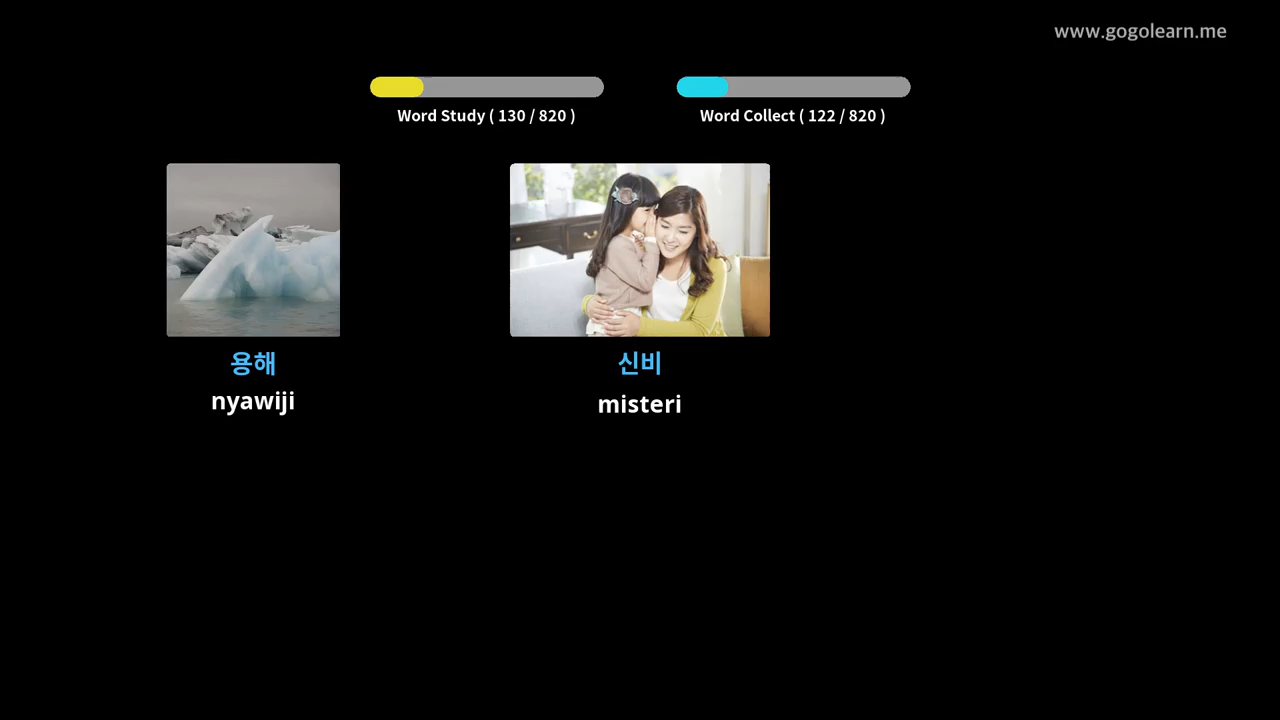 www.gogolearn.me
Word Study ( 130 / 820 )
Word Collect ( 122 / 820 )
용해
nyawiji
신비
misteri